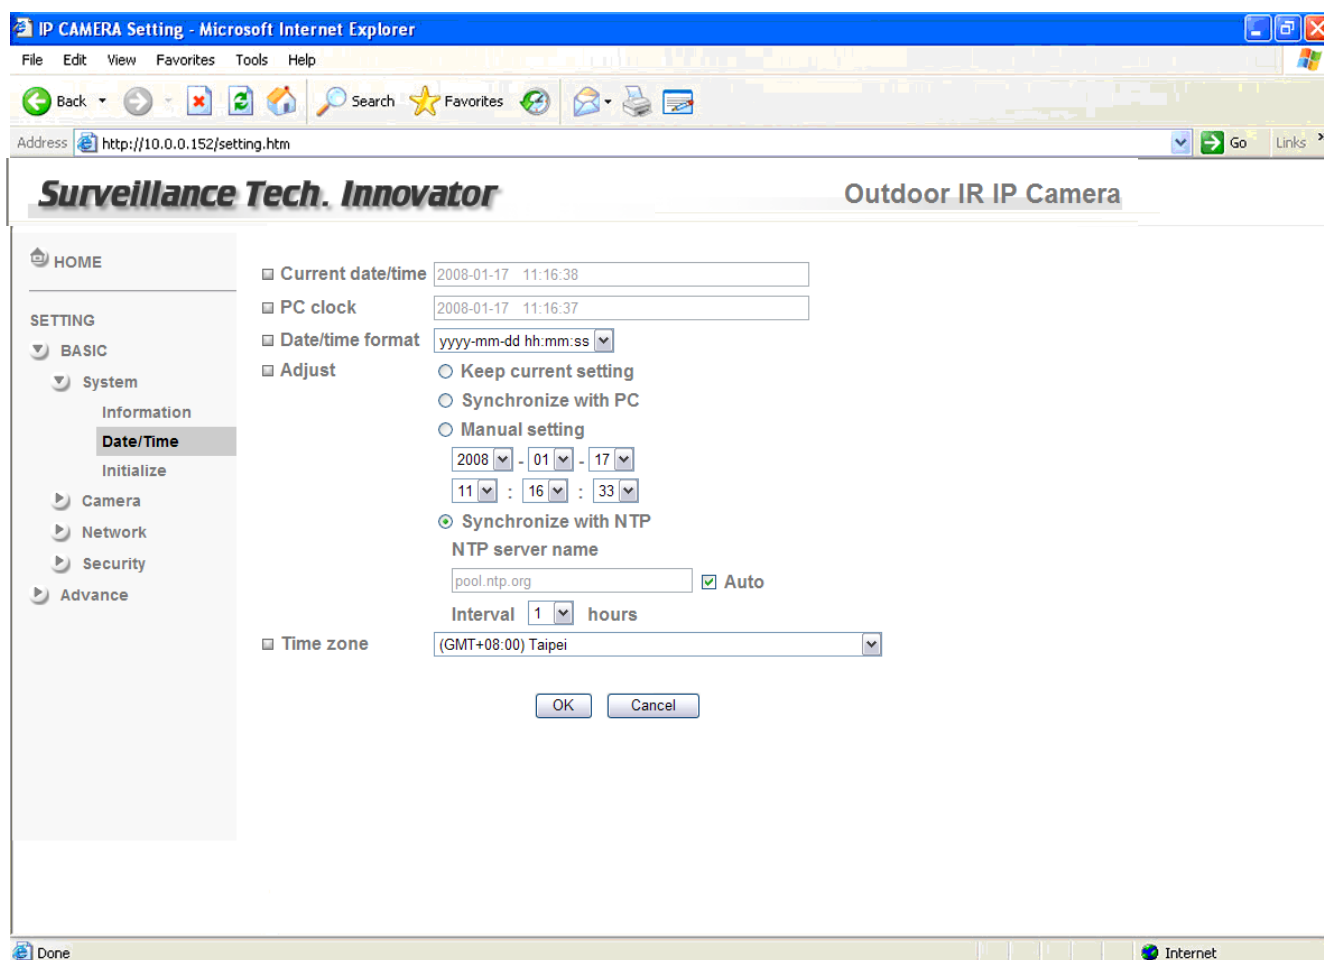 IP CAMERA Setting - Microsoft Internet Explorer
File Edit View Favorites Tools Help
Back Search Favorites
Address http://10.0.0.152/setting.htm Go Links
Surveillance Tech. Innovator Outdoor IR IP Camera
HOME
SETTING
BASIC
System
Information
Date/Time
Initialize
Camera
Network
Security
Advance
Current date/time 2008-01-17 11:16:38
PC clock 2008-01-17 11:16:37
Date/time format yyyy-mm-dd hh:mm:ss
Adjust Keep current setting
Synchronize with PC
Manual setting
2008 - 01 - 17
11 : 16 : 33
Synchronize with NTP
NTP server name
pool.ntp.org Auto
Interval 1 hours
Time zone (GMT+08:00) Taipei
OK Cancel
Done Internet